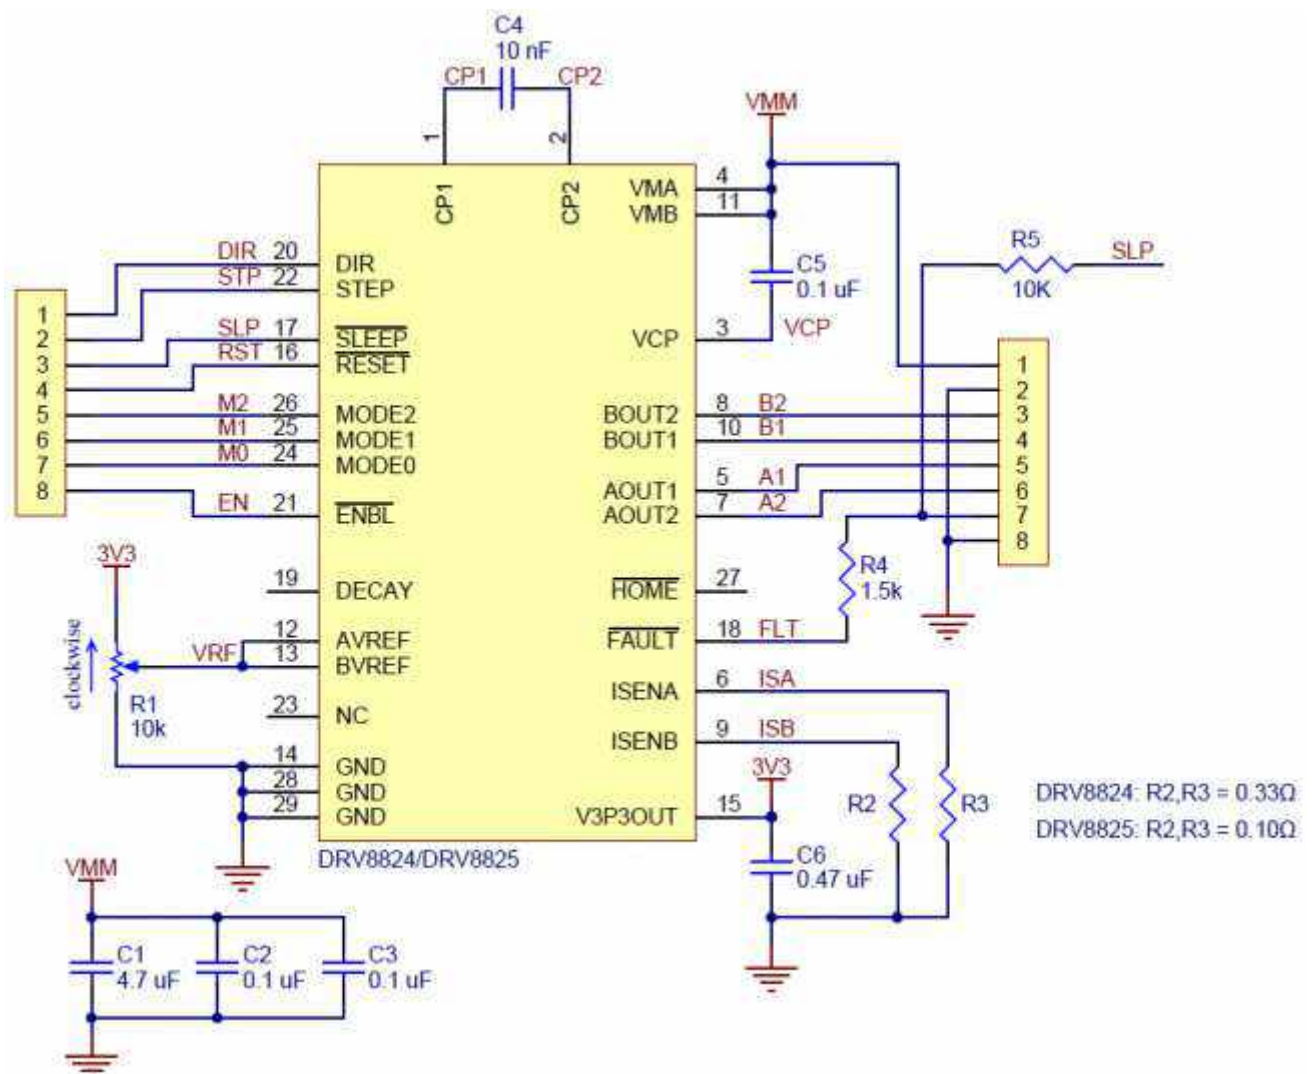 C4
10 nF
CP1
CP2
1
2
CP1
CP2
VMM
VMA 4
VMB 11
C5
0.1 uF
VCP 3 VCP
R5
10K
SLP
DIR 20 DIR
STP 22 STEP
SLP 17 SLEEP
RST 16 RESET
M2 26 MODE2
M1 25 MODE1
M0 24 MODE0
EN 21 ENBL
1
2
3
4
5
6
7
8
BOUT2 8 B2
BOUT1 10 B1
AOUT1 5 A1
AOUT2 7 A2
1
2
3
4
5
6
7
8
3V3
19 DECAY
12 AVREF
VRF 13 BVREF
clockwise
R1
10k
23 NC
14 GND
28 GND
29 GND
HOME 27
R4
1.5k
FAULT 18 FLT
ISENA 6 ISA
ISENB 9 ISB
3V3
V3P3OUT 15
R2
R3
DRV8824: R2,R3 = 0.33Ω
DRV8825: R2,R3 = 0.10Ω
C6
0.47 uF
DRV8824/DRV8825
VMM
C1
4.7 uF
C2
0.1 uF
C3
0.1 uF